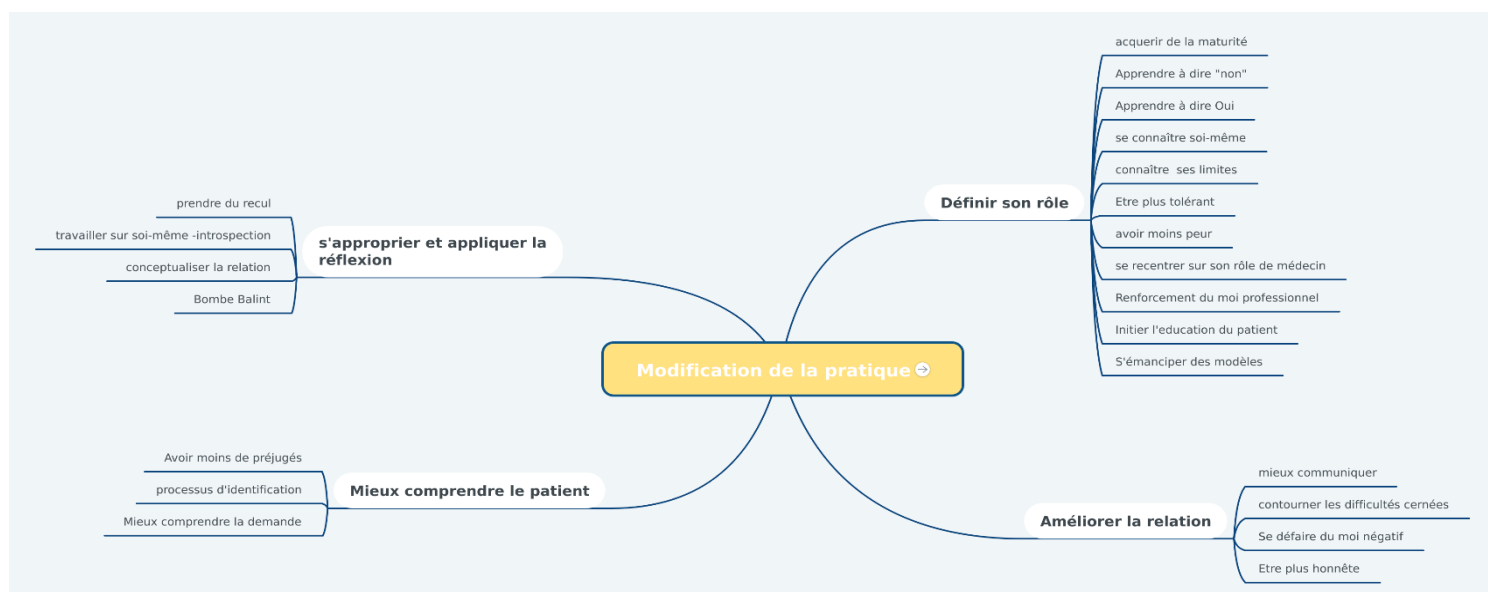 Modification de la pratique
Définir son rôle
acquerir de la maturité
Apprendre à dire "non"
Apprendre à dire Oui
se connaître soi-même
connaître  ses limites
Etre plus tolérant
avoir moins peur
se recentrer sur son rôle de médecin
Renforcement du moi professionnel
Initier l'education du patient
S'émanciper des modèles
Améliorer la relation
mieux communiquer
contourner les difficultés cernées
Se défaire du moi négatif
Etre plus honnête
s'approprier et appliquer la
réflexion
prendre du recul
travailler sur soi-même -introspection
conceptualiser la relation
Bombe Balint
Mieux comprendre le patient
Avoir moins de préjugés
processus d'identification
Mieux comprendre la demande